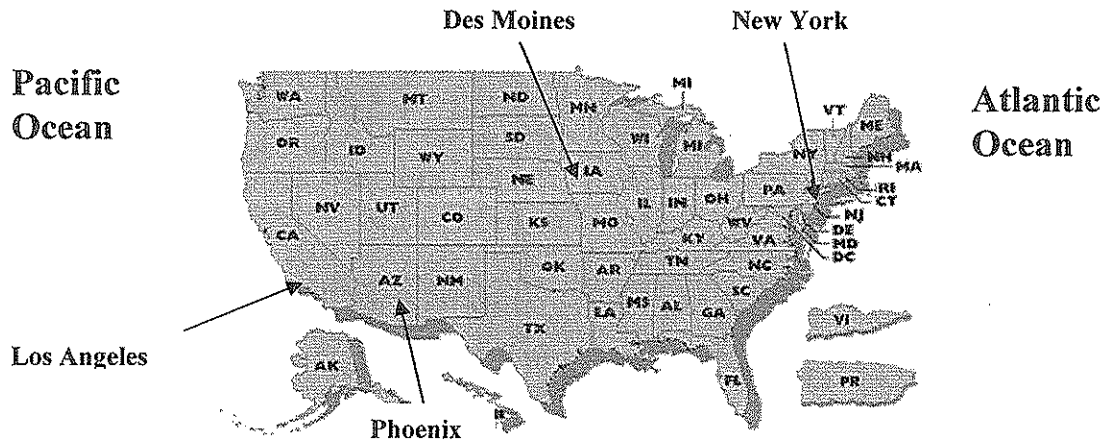 Des Moines
New York
Pacific
Ocean
Atlantic
Ocean
WA
MT
ND
MN
MI
VT
ME
OR
ID
WY
SD
WI
MI
NY
NH
MA
NE
IA
PA
RI
CT
NV
UT
CO
KS
MO
IL
IN
OH
WV
NJ
DE
MD
DC
CA
KY
VA
AZ
NM
OK
AR
TN
NC
SC
MS
AL
GA
LA
TX
FL
VI
Los Angeles
AK
PR
Phoenix